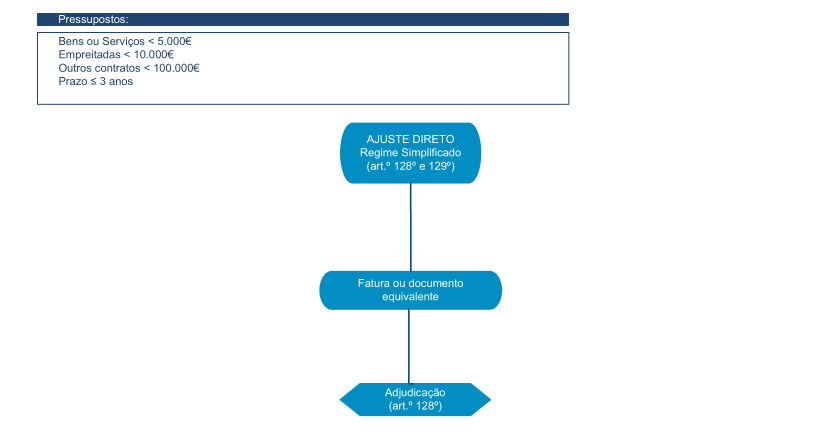 Pressupostos:
Bens ou Serviços < 5.000€
Empreitadas < 10.000€
Outros contratos < 100.000€
Prazo ≤ 3 anos
AJUSTE DIRETO
Regime Simplificado
(art.º 128º e 129º)
Fatura ou documento
equivalente
Adjudicação
(art.º 128º)